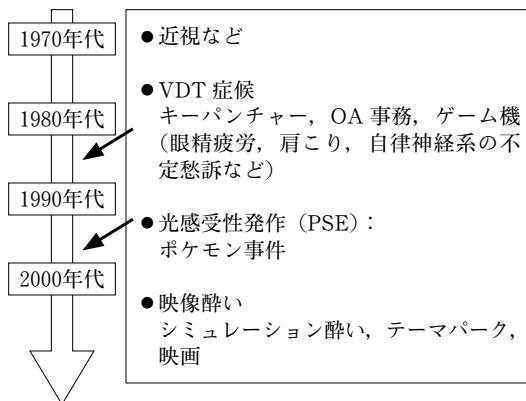 1970年代
1980年代
1990年代
2000年代
●近視など
●VDT 症候
キーパンチャー，OA 事務，ゲーム機
（眼精疲労，肩こり，自律神経系の不
定愁訴など）
●光感受性発作（PSE）：
ポケモン事件
●映像酔い
シミュレーション酔い，テーマパーク，
映画